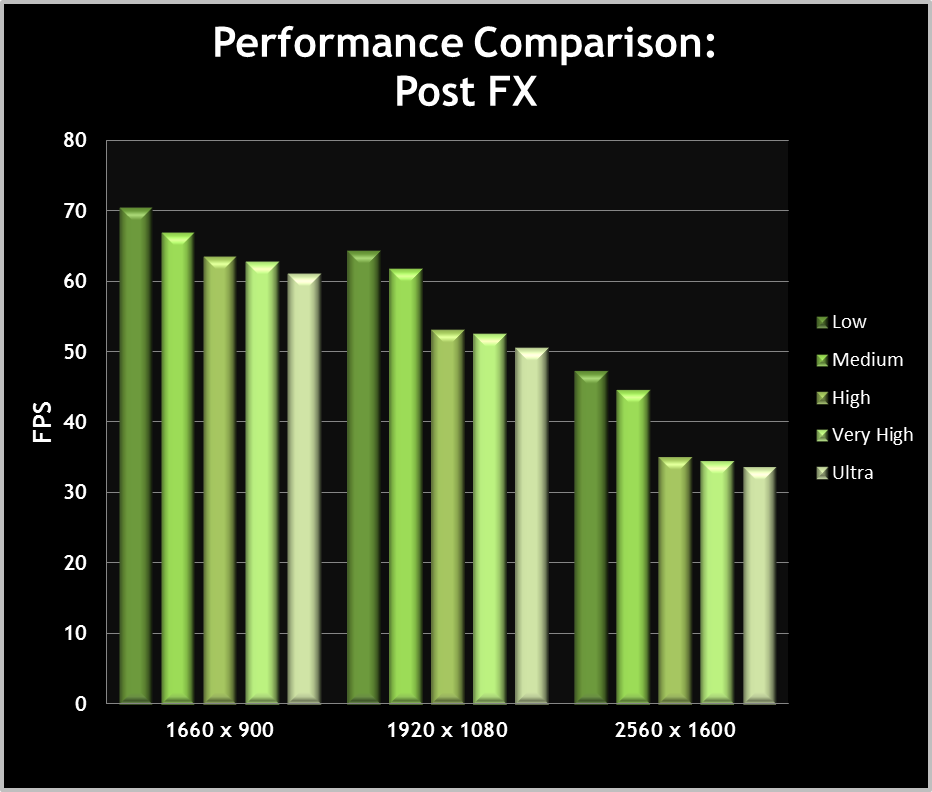 Performance Comparison:
Post FX
80
70
60
50
40
30
20
10
0
FPS
1660 x 900
1920 x 1080
2560 x 1600
Low
Medium
High
Very High
Ultra